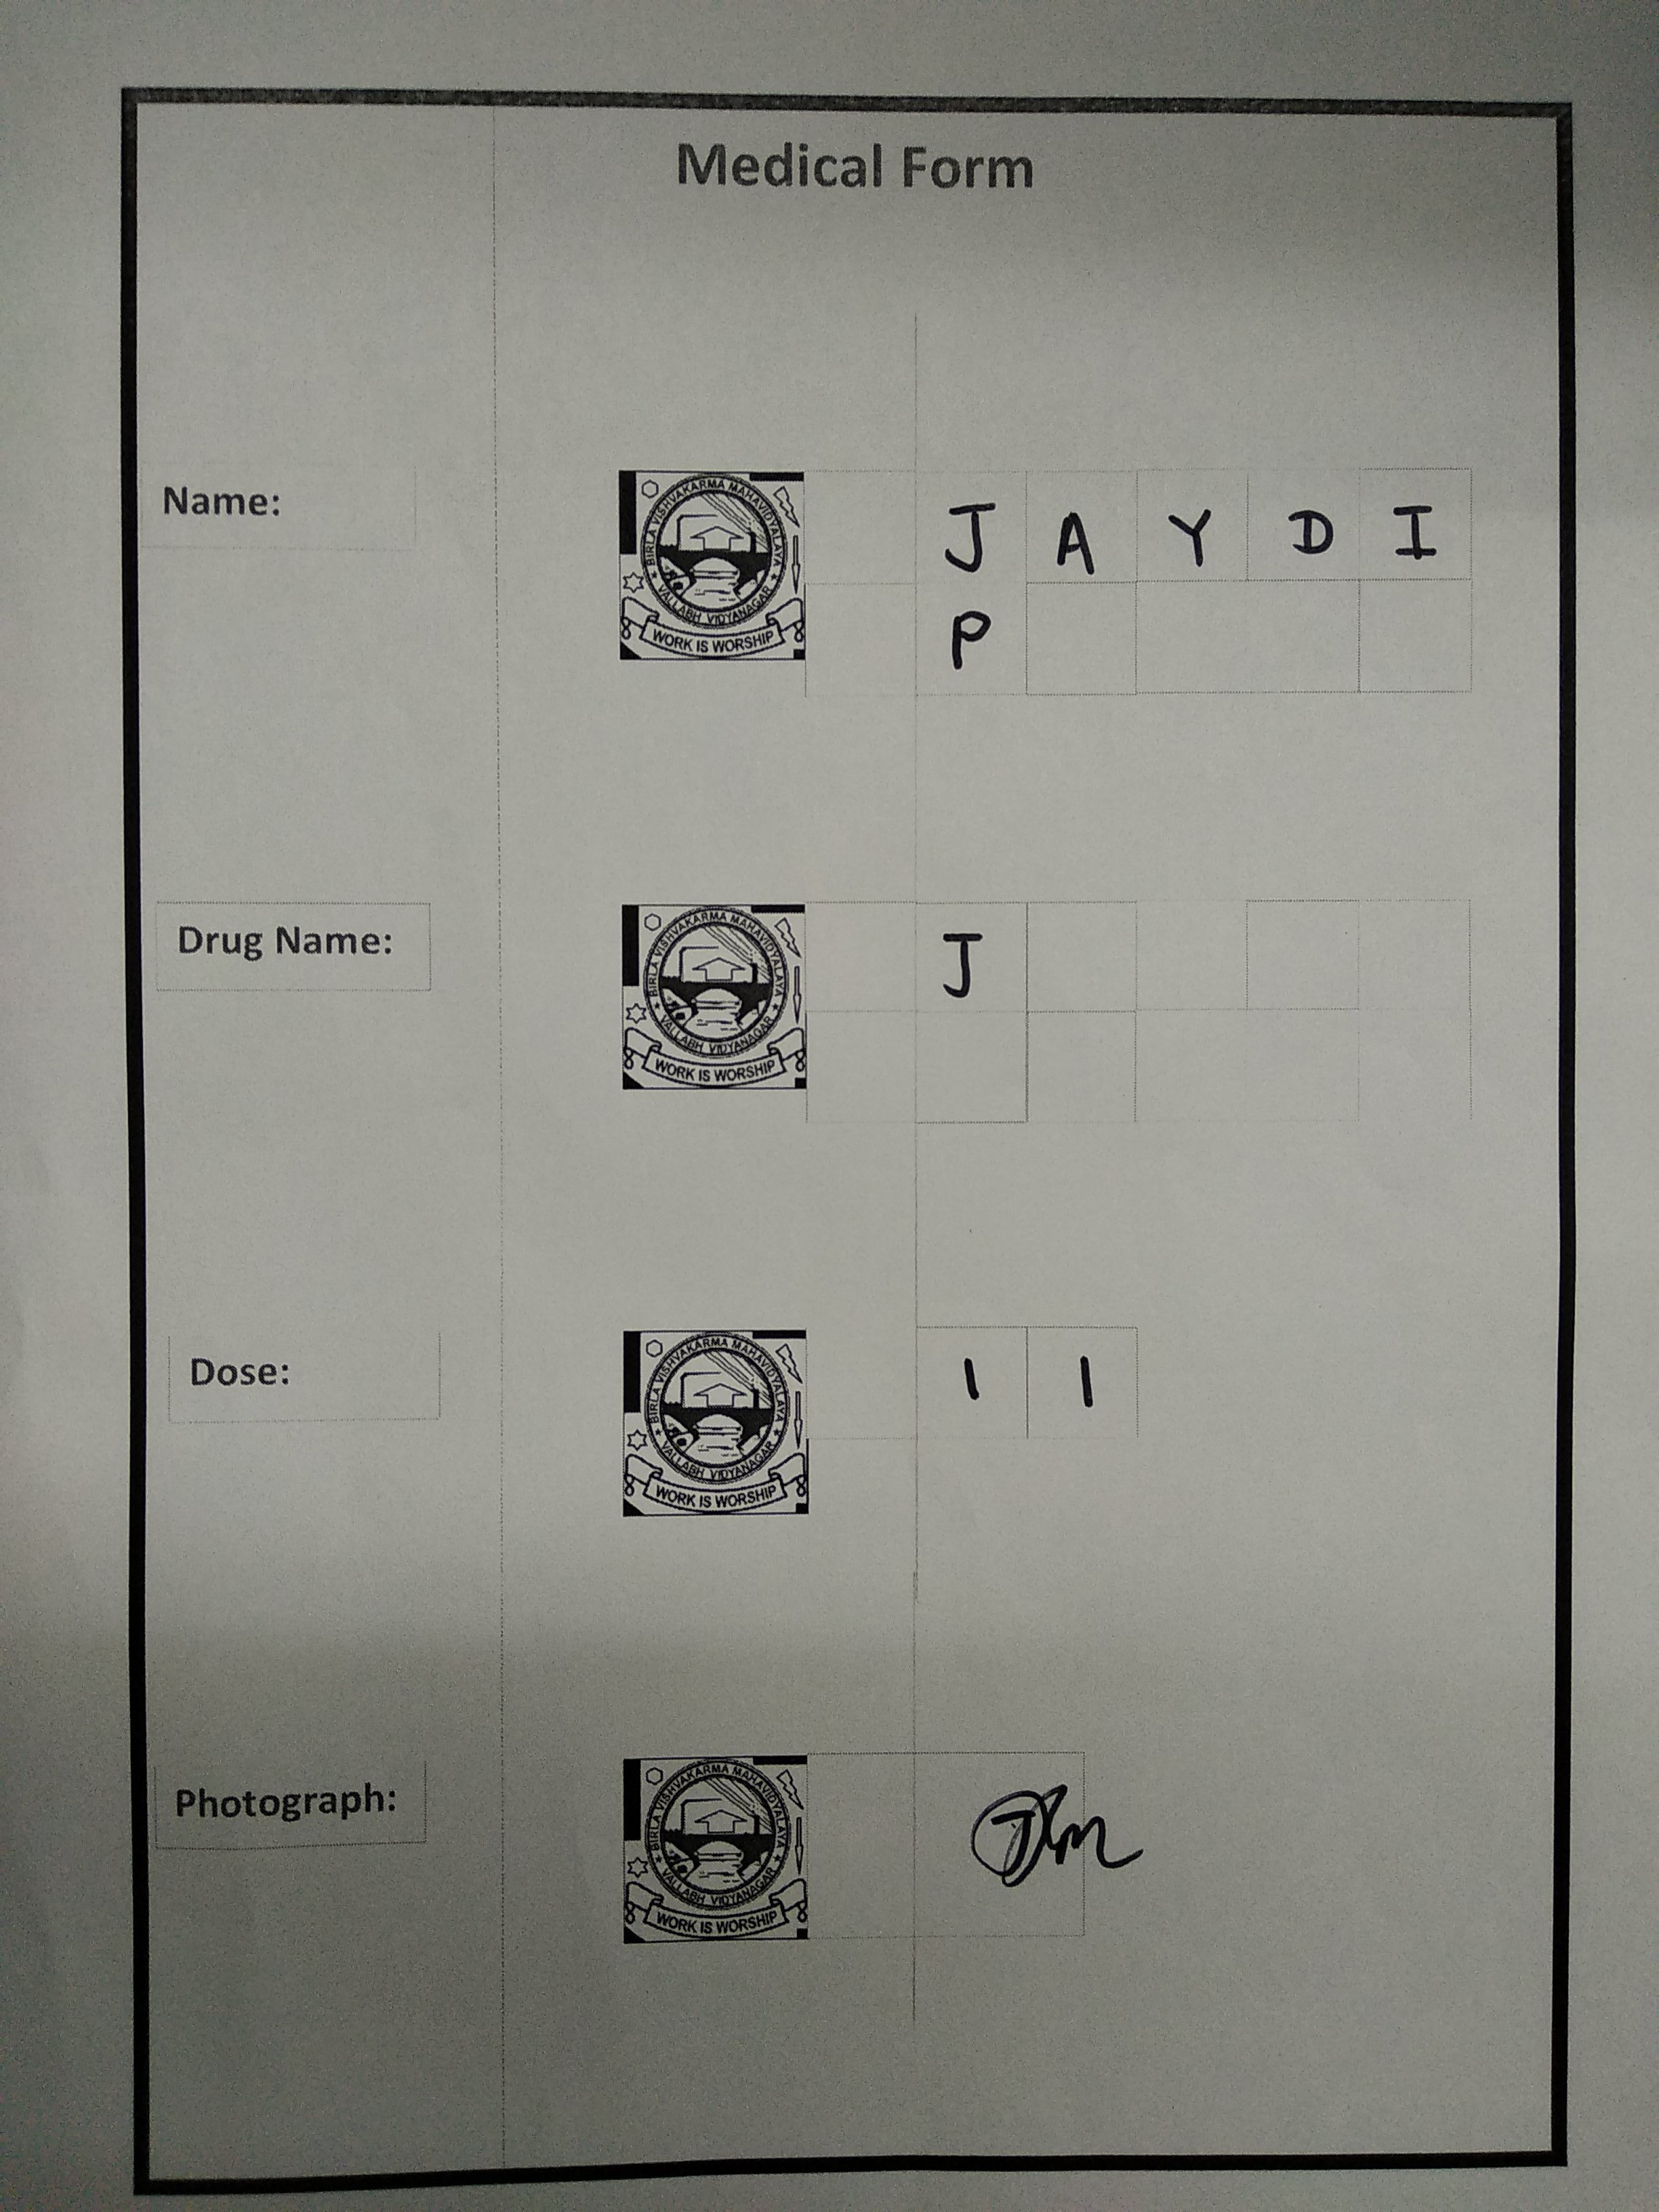 Medical Form
Name:
BIRLA VISHVAKARMA MAHAVIDYALAYA
VALLABH VIDYANAGAR
WORK IS WORSHIP
J A Y D I
P
Drug Name:
BIRLA VISHVAKARMA MAHAVIDYALAYA
VALLABH VIDYANAGAR
WORK IS WORSHIP
J
Dose:
BIRLA VISHVAKARMA MAHAVIDYALAYA
VALLABH VIDYANAGAR
WORK IS WORSHIP
1 1
Photograph:
BIRLA VISHVAKARMA MAHAVIDYALAYA
VALLABH VIDYANAGAR
WORK IS WORSHIP